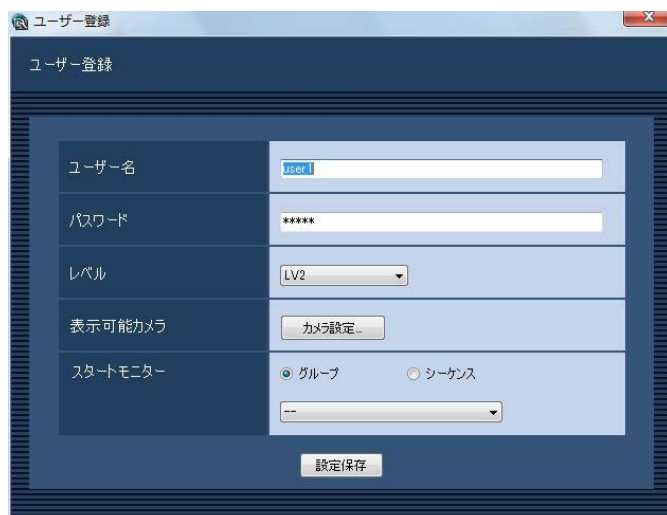 ユーザー登録
ユーザー登録
ユーザー名
user1
パスワード
*****
レベル
LV2
表示可能カメラ
カメラ設定...
スタートモニター
グループ シーケンス
--
設定保存